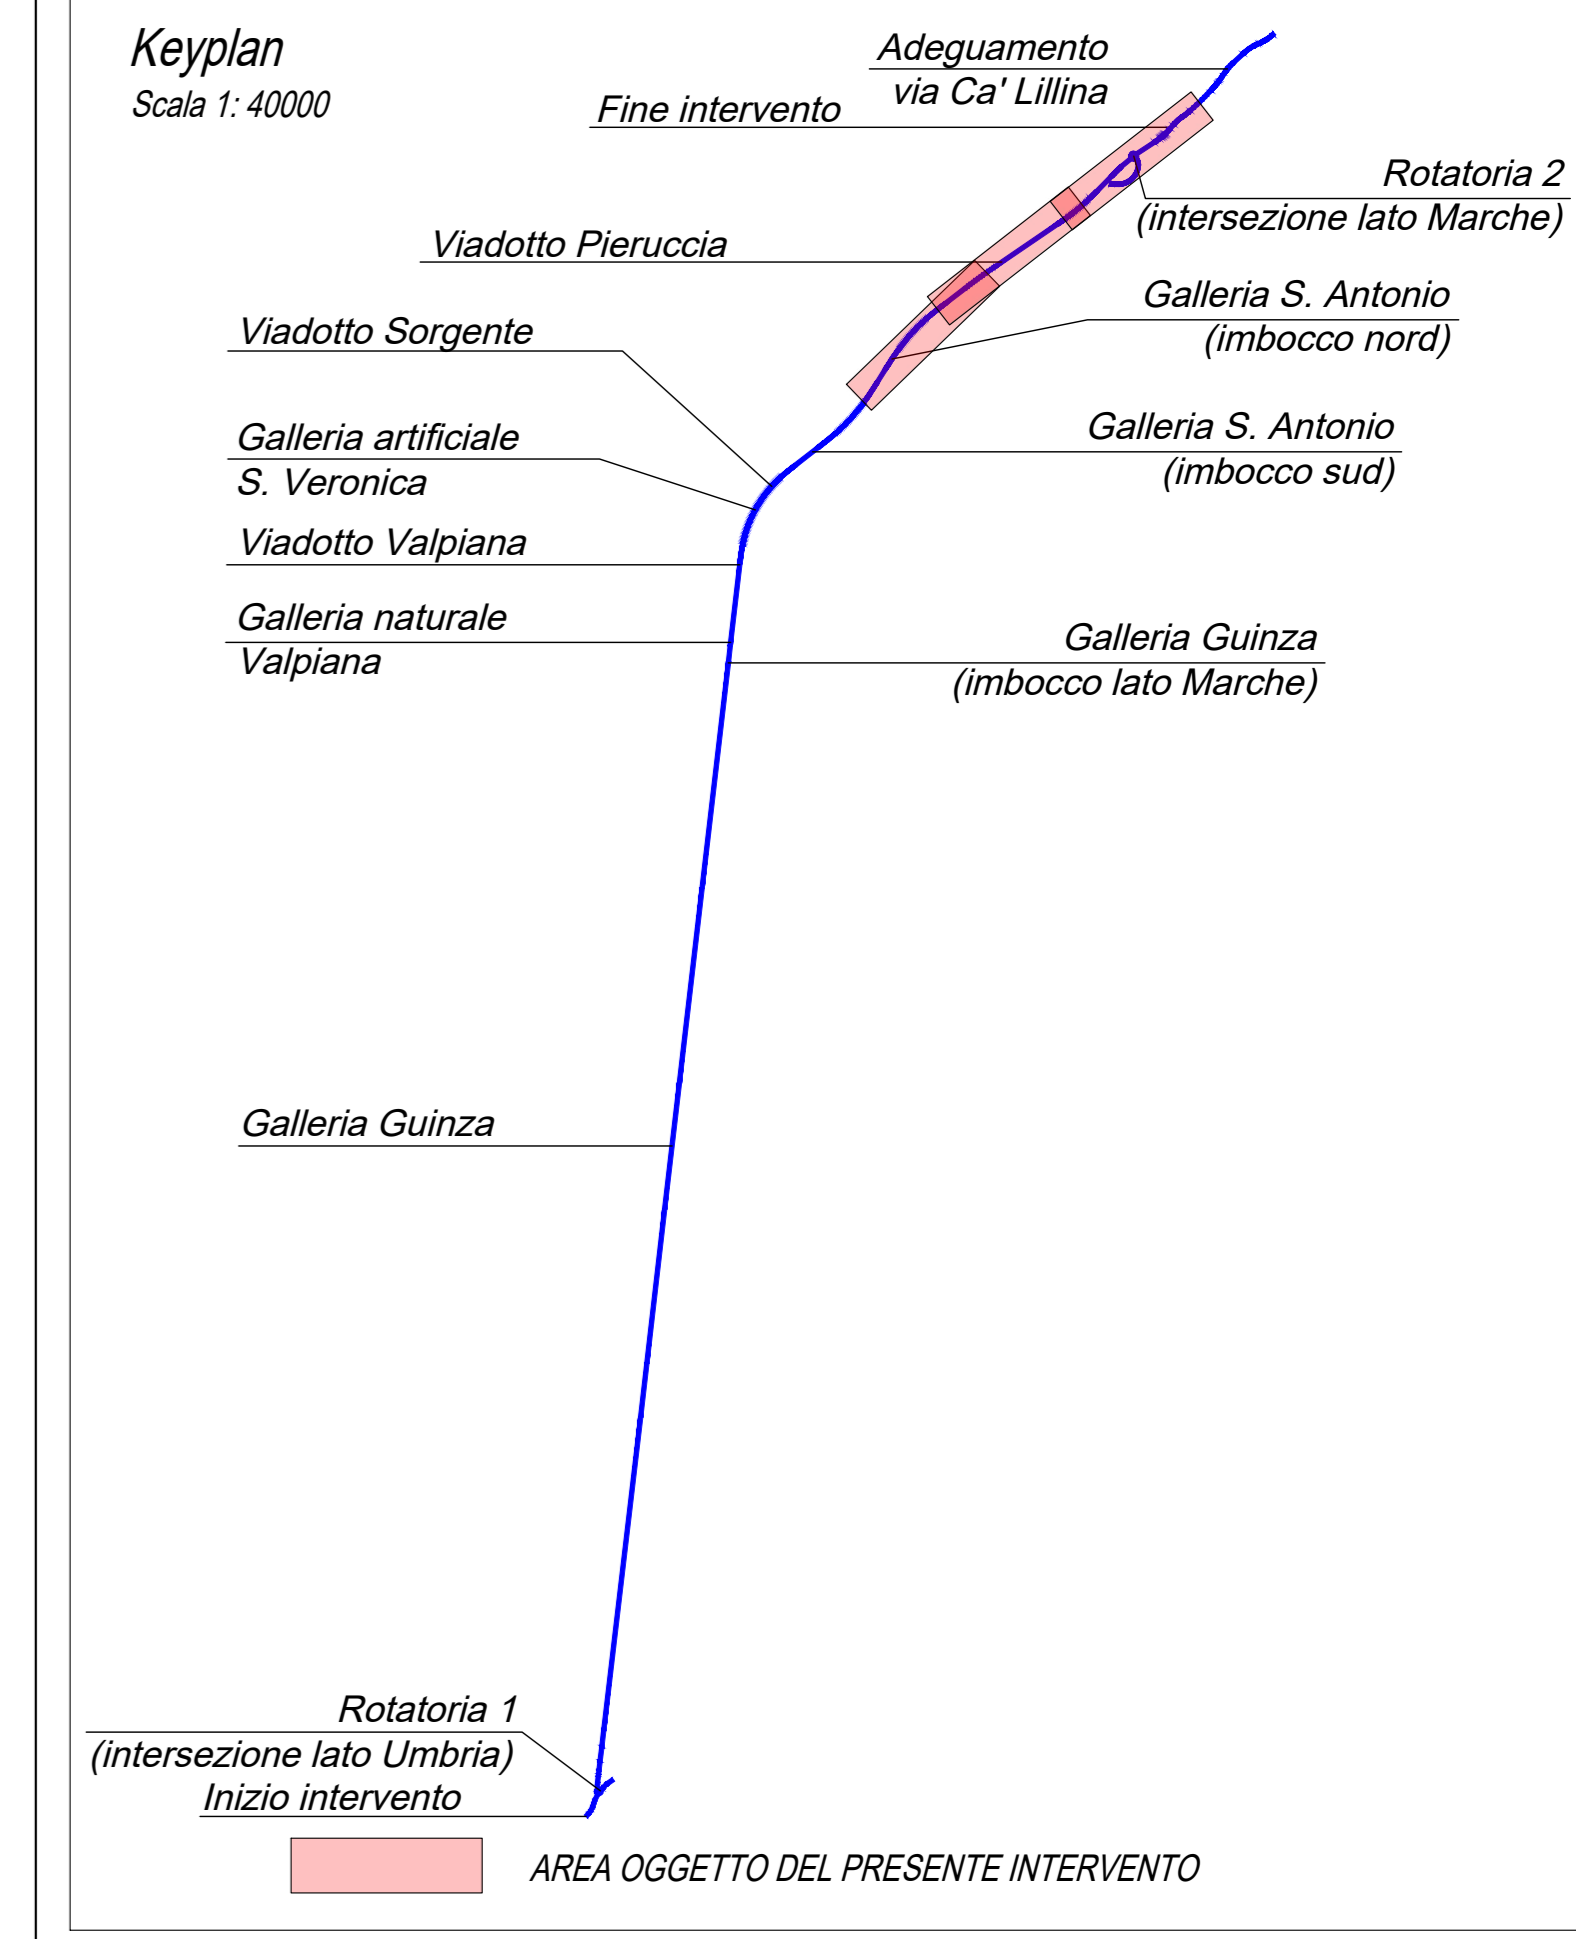 Keyplan
Scala 1: 40000
Adeguamento
via Ca' Lillina
Fine intervento
Rotatoria 2
(intersezione lato Marche)
Viadotto Pieruccia
Galleria S. Antonio
(imbocco nord)
Viadotto Sorgente
Galleria artificiale
S. Veronica
Galleria S. Antonio
(imbocco sud)
Viadotto Valpiana
Galleria naturale
Valpiana
Galleria Guinza
(imbocco lato Marche)
Galleria Guinza
Rotatoria 1
(intersezione lato Umbria)
Inizio intervento
AREA OGGETTO DEL PRESENTE INTERVENTO